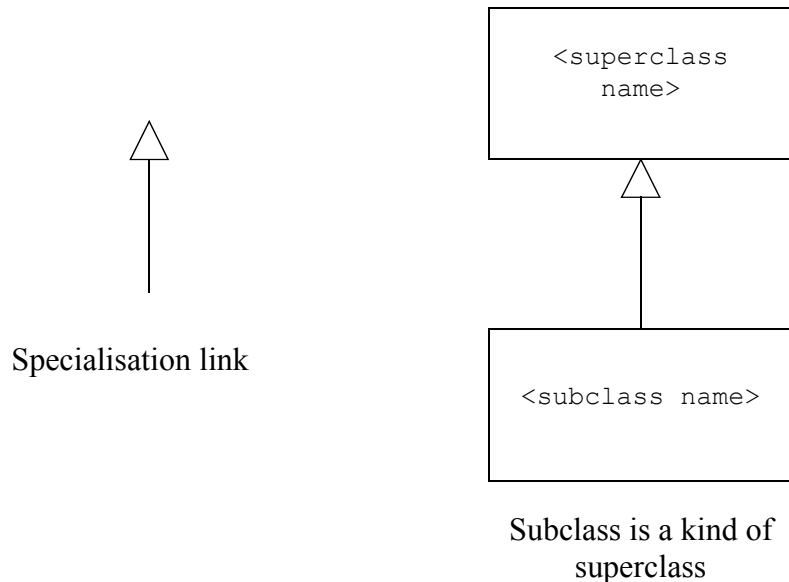 <superclass
name>
Specialisation link
<subclass name>
Subclass is a kind of
superclass